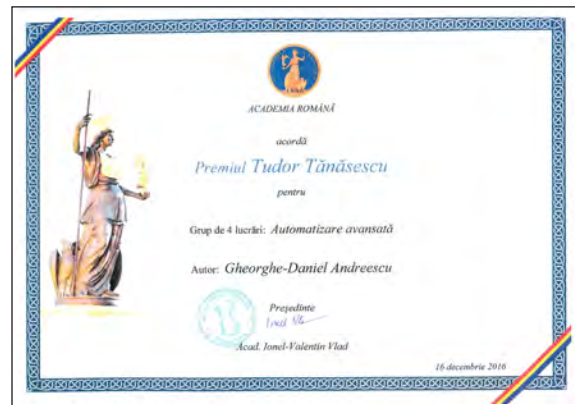 ACADEMIA ROMÂNĂ
acordă
Premiul Tudor Tănăsescu
pentru
Grup de 4 lucrări: Automatizare avansată
Autor: Gheorghe-Daniel Andreescu
Președinte
Acad. Ionel-Valentin Vlad
16 decembrie 2016